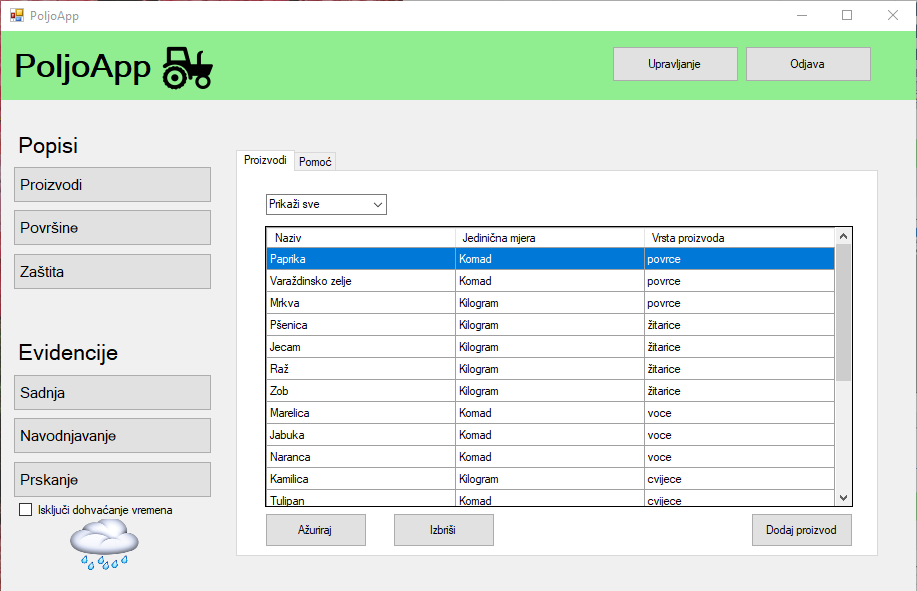 PoljoApp
PoljoApp
Upravljanje
Odjava
Popisi
Proizvodi
Površine
Zaštita
Evidencije
Sadnja
Navodnjavanje
Prskanje
Isključi dohvaćanje vremena
Proizvodi Pomoć
Prikaži sve
Naziv Jedinična mjera Vrsta proizvoda
Paprika Komad povrce
Varaždinsko zelje Komad povrce
Mrkva Kilogram povrce
Pšenica Kilogram žitarice
Jecam Kilogram žitarice
Raž Kilogram žitarice
Zob Kilogram žitarice
Marelica Komad voce
Jabuka Komad voce
Naranca Komad voce
Kamilica Kilogram cvijece
Tulipan Komad cvijece
Ažuriraj
Izbriši
Dodaj proizvod